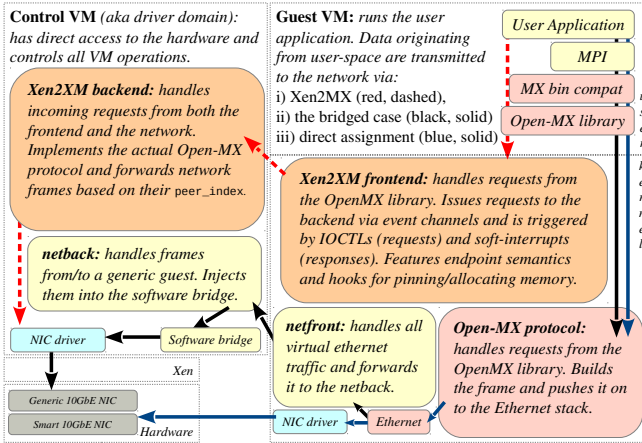 Control VM (aka driver domain):
has direct access to the hardware and
controls all VM operations.
Xen2XM backend: handles
incoming requests from both the
frontend and the network.
Implements the actual Open-MX
protocol and forwards network
frames based on their peer_index.
netback: handles frames
from/to a generic guest. Injects
them into the software bridge.
NIC driver
Software bridge
Xen
Generic 10GbE NIC
Smart 10GbE NIC
Hardware
Guest VM: runs the user
application. Data originating
from user-space are transmitted
to the network via:
i) Xen2MX (red, dashed),
ii) the bridged case (black, solid)
iii) direct assignment (blue, solid)
User Application
MPI
MX bin compat
Open-MX library
Xen2XM frontend: handles requests from
the OpenMX library. Issues requests to the
backend via event channels and is triggered
by IOCTLs (requests) and soft-interrupts
(responses). Features endpoint semantics
and hooks for pinning/allocating memory.
netfront: handles all
virtual ethernet
traffic and forwards
it to the netback.
Open-MX protocol:
handles requests from the
OpenMX library. Builds
the frame and pushes it on
to the Ethernet stack.
NIC driver
Ethernet